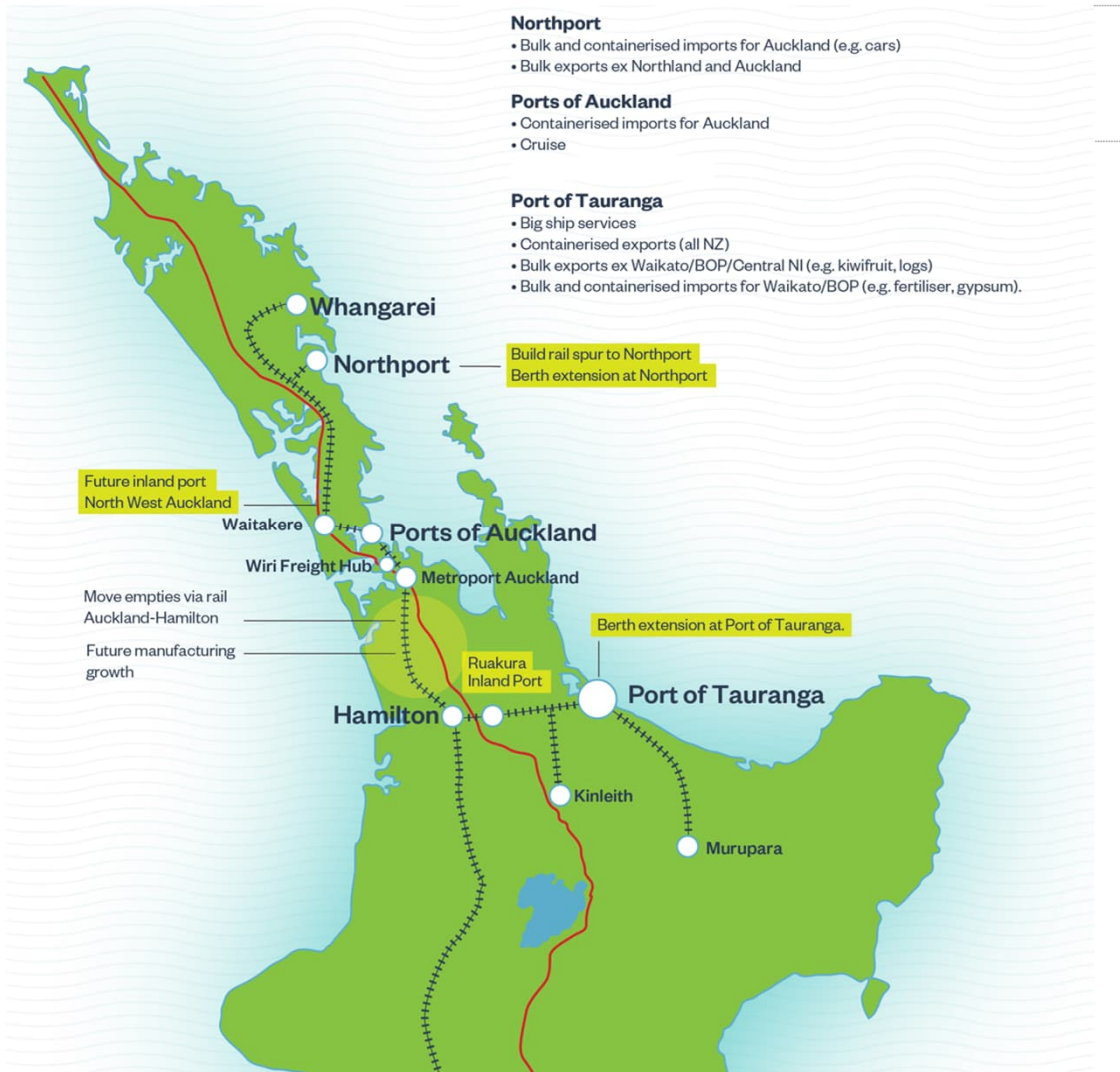 Northport
• Bulk and containerised imports for Auckland (e.g. cars)
• Bulk exports ex Northland and Auckland
Ports of Auckland
• Containerised imports for Auckland
• Cruise
Port of Tauranga
• Big ship services
• Containerised exports (all NZ)
• Bulk exports ex Waikato/BOP/Central NI (e.g. kiwifruit, logs)
• Bulk and containerised imports for Waikato/BOP (e.g. fertiliser, gypsum).
Whangarei
Northport
Build rail spur to Northport
Berth extension at Northport
Future inland port
North West Auckland
Waitakere
Ports of Auckland
Wiri Freight Hub
Metroport Auckland
Move empties via rail
Auckland-Hamilton
Future manufacturing
growth
Berth extension at Port of Tauranga.
Ruakura
Inland Port
Port of Tauranga
Hamilton
Kinleith
Murupara